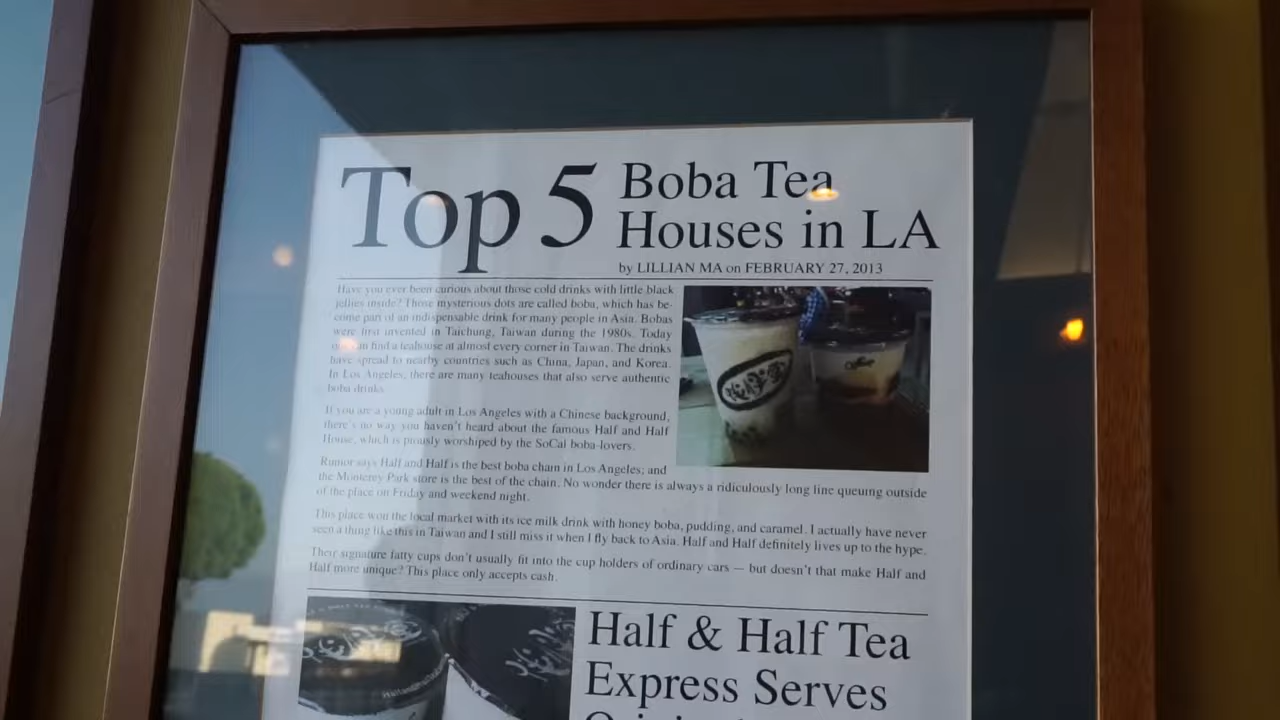 Top 5 Boba Tea
Houses in LA
by LILLIAN MA on FEBRUARY 27, 2013
Have you ever been curious about those cold drinks with little black
jellies inside? Those mysterious dots are called boba, which has be-
come part of an indispensable drink for many people in Asia. Bobas
were first invented in Taichung, Taiwan during the 1980s. Today
you can find a teahouse at almost every corner in Taiwan. The drinks
have spread to nearby countries such as China, Japan, and Korea.
In Los Angeles, there are many teahouses that also serve authentic
boba drinks.
If you are a young adult in Los Angeles with a Chinese background,
there's no way you haven't heard about the famous Half and Half
House, which is piously worshiped by the SoCal boba-lovers.
Rumor says Half and Half is the best boba chain in Los Angeles; and
the Monterey Park store is the best of the chain. No wonder there is always a ridiculously long line queuing outside
of the place on Friday and weekend night.
This place won the local market with its ice milk drink with honey boba, pudding, and caramel. I actually have never
seen a thing like this in Taiwan and I still miss it when I fly back to Asia. Half and Half definitely lives up to the hype.
Their signature fatty cups don't usually fit into the cup holders of ordinary cars — but doesn't that make Half and
Half more unique? This place only accepts cash.
Half & Half Tea
Express Serves